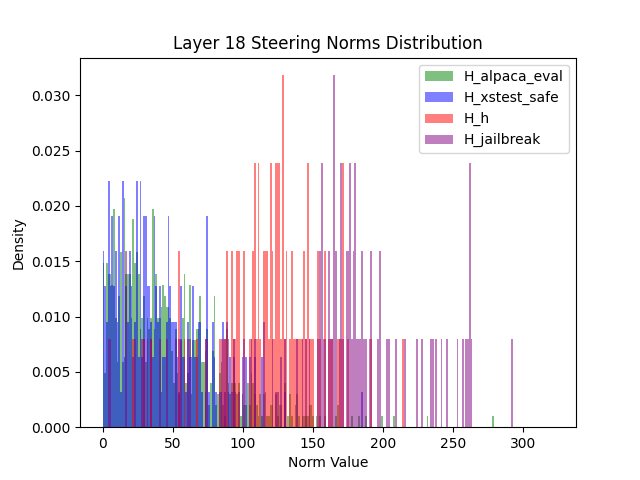 Layer 18 Steering Norms Distribution
H_alpaca_eval
H_xstest_safe
H_h
H_jailbreak
0.030
0.025
0.020
0.015
0.010
0.005
0.000
Density
0 50 100 150 200 250 300
Norm Value